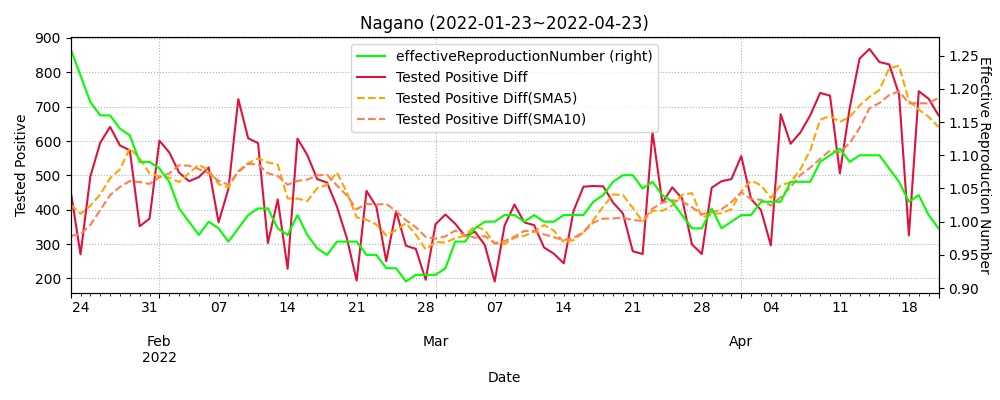 Nagano (2022-01-23~2022-04-23)
effectiveReproductionNumber (right)
Tested Positive Diff
Tested Positive Diff(SMA5)
Tested Positive Diff(SMA10)
Tested Positive
900
800
700
600
500
400
300
200
Effective Reproduction Number
1.25
1.20
1.15
1.10
1.05
1.00
0.95
0.90
24 31 07 14 21 28 07 14 21 28 04 11 18
Feb Mar Apr
2022
Date